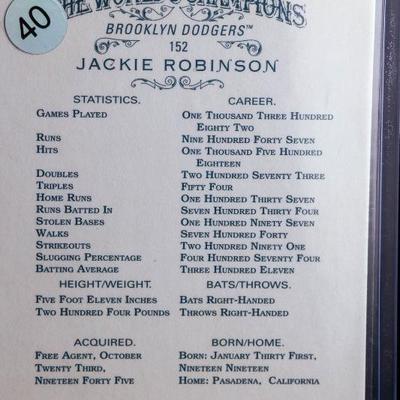 40
THE WORLD'S CHAMPIONS
BROOKLYN DODGERS™
152
JACKIE ROBINSON
STATISTICS. CAREER.
GAMES PLAYED ONE THOUSAND THREE HUNDRED
EIGHTY TWO
RUNS NINE HUNDRED FORTY SEVEN
HITS ONE THOUSAND FIVE HUNDRED
EIGHTEEN
DOUBLES TWO HUNDRED SEVENTY THREE
TRIPLES FIFTY FOUR
HOME RUNS ONE HUNDRED THIRTY SEVEN
RUNS BATTED IN SEVEN HUNDRED THIRTY FOUR
STOLEN BASES ONE HUNDRED NINETY SEVEN
WALKS SEVEN HUNDRED FORTY
STRIKEOUTS TWO HUNDRED NINETY ONE
SLUGGING PERCENTAGE FOUR HUNDRED SEVENTY FOUR
BATTING AVERAGE THREE HUNDRED ELEVEN
HEIGHT/WEIGHT. BATS/THROWS.
FIVE FOOT ELEVEN INCHES BATS RIGHT-HANDED
TWO HUNDRED FOUR POUNDS THROWS RIGHT-HANDED
ACQUIRED. BORN/HOME.
FREE AGENT, OCTOBER BORN: JANUARY THIRTY FIRST,
TWENTY THIRD, NINETEEN NINETEEN
NINETEEN FORTY FIVE HOME: PASADENA, CALIFORNIA